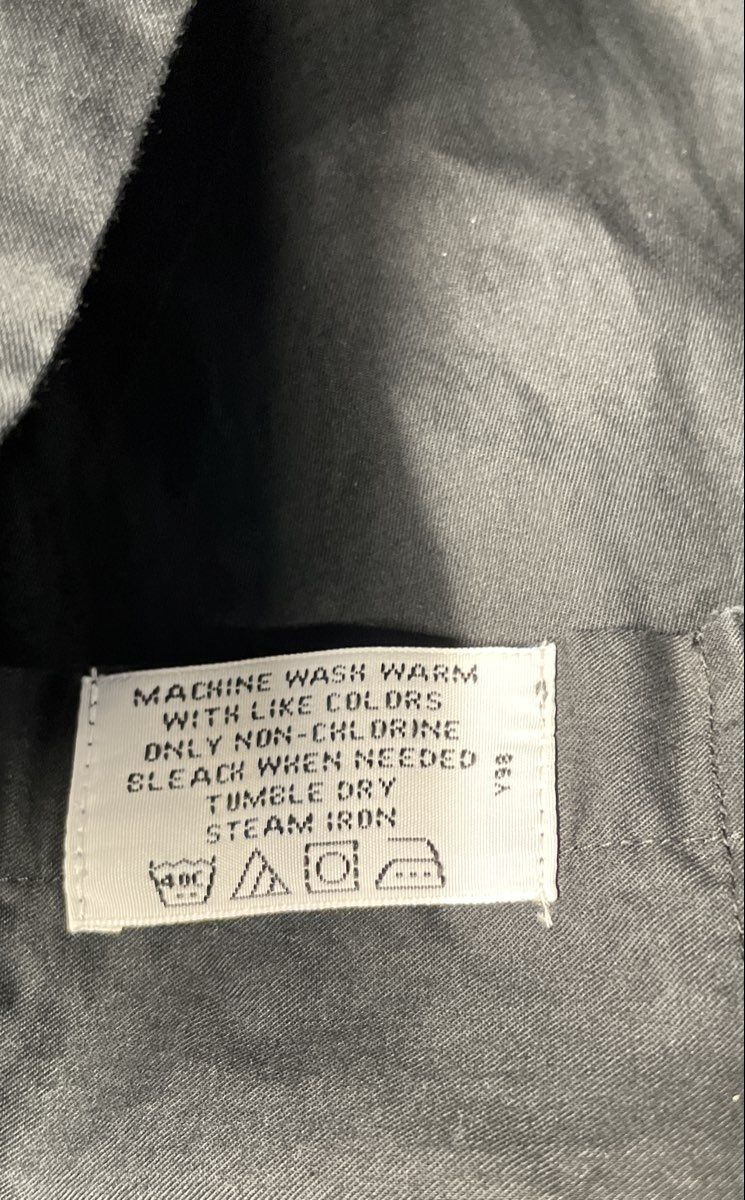 MACHINE WASH WARM
WITH LIKE COLORS
ONLY NON-CHLORINE
BLEACH WHEN NEEDED
TUMBLE DRY
STEAM IRON
40C